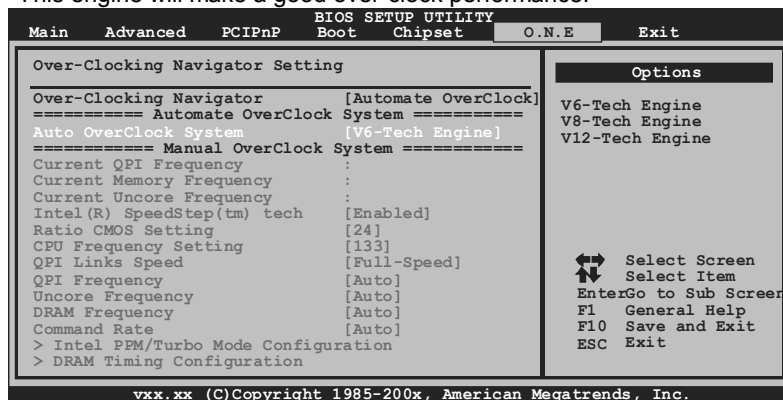 This engine will make a good over-clock performance.
BIOS SETUP UTILITY
Main Advanced PCIPnP Boot Chipset O.N.E Exit
Over-Clocking Navigator Setting
Over-Clocking Navigator [Automate OverClock]
=========== Automate OverClock System ===========
Auto OverClock System [V6-Tech Engine]
============ Manual OverClock System ============
Current QPI Frequency :
Current Memory Frequency :
Current Uncore Frequency :
Intel(R) SpeedStep(tm) tech [Enabled]
Ratio CMOS Setting [24]
CPU Frequency Setting [133]
QPI Links Speed [Full-Speed]
QPI Frequency [Auto]
Uncore Frequency [Auto]
DRAM Frequency [Auto]
Command Rate [Auto]
> Intel PPM/Turbo Mode Configuration
> DRAM Timing Configuration
Options
V6-Tech Engine
V8-Tech Engine
V12-Tech Engine
Select Screen
Select Item
EnterGo to Sub Screen
F1 General Help
F10 Save and Exit
ESC Exit
vxx.xx (C)Copyright 1985-200x, American Megatrends, Inc.